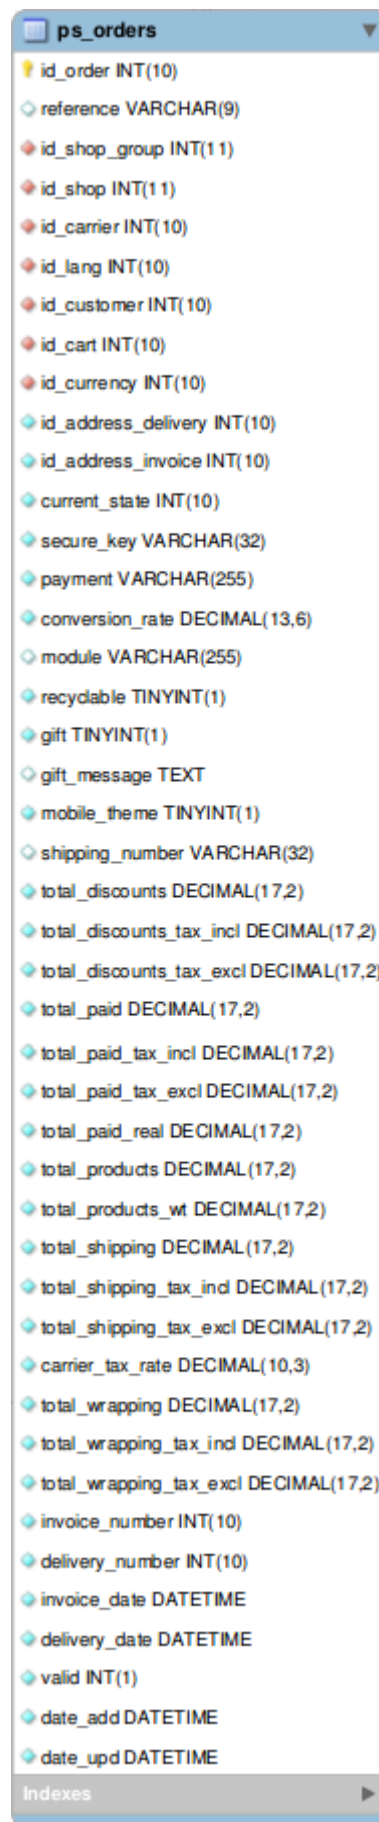 ps_orders
id_order INT(10)
reference VARCHAR(9)
id_shop_group INT(11)
id_shop INT(11)
id_carrier INT(10)
id_lang INT(10)
id_customer INT(10)
id_cart INT(10)
id_currency INT(10)
id_address_delivery INT(10)
id_address_invoice INT(10)
current_state INT(10)
secure_key VARCHAR(32)
payment VARCHAR(255)
conversion_rate DECIMAL(13,6)
module VARCHAR(255)
recyclable TINYINT(1)
gift TINYINT(1)
gift_message TEXT
mobile_theme TINYINT(1)
shipping_number VARCHAR(32)
total_discounts DECIMAL(17,2)
total_discounts_tax_incl DECIMAL(17,2)
total_discounts_tax_excl DECIMAL(17,2)
total_paid DECIMAL(17,2)
total_paid_tax_incl DECIMAL(17,2)
total_paid_tax_excl DECIMAL(17,2)
total_paid_real DECIMAL(17,2)
total_products DECIMAL(17,2)
total_products_wt DECIMAL(17,2)
total_shipping DECIMAL(17,2)
total_shipping_tax_incl DECIMAL(17,2)
total_shipping_tax_excl DECIMAL(17,2)
carrier_tax_rate DECIMAL(10,3)
total_wrapping DECIMAL(17,2)
total_wrapping_tax_incl DECIMAL(17,2)
total_wrapping_tax_excl DECIMAL(17,2)
invoice_number INT(10)
delivery_number INT(10)
invoice_date DATETIME
delivery_date DATETIME
valid INT(1)
date_add DATETIME
date_upd DATETIME
Indexes